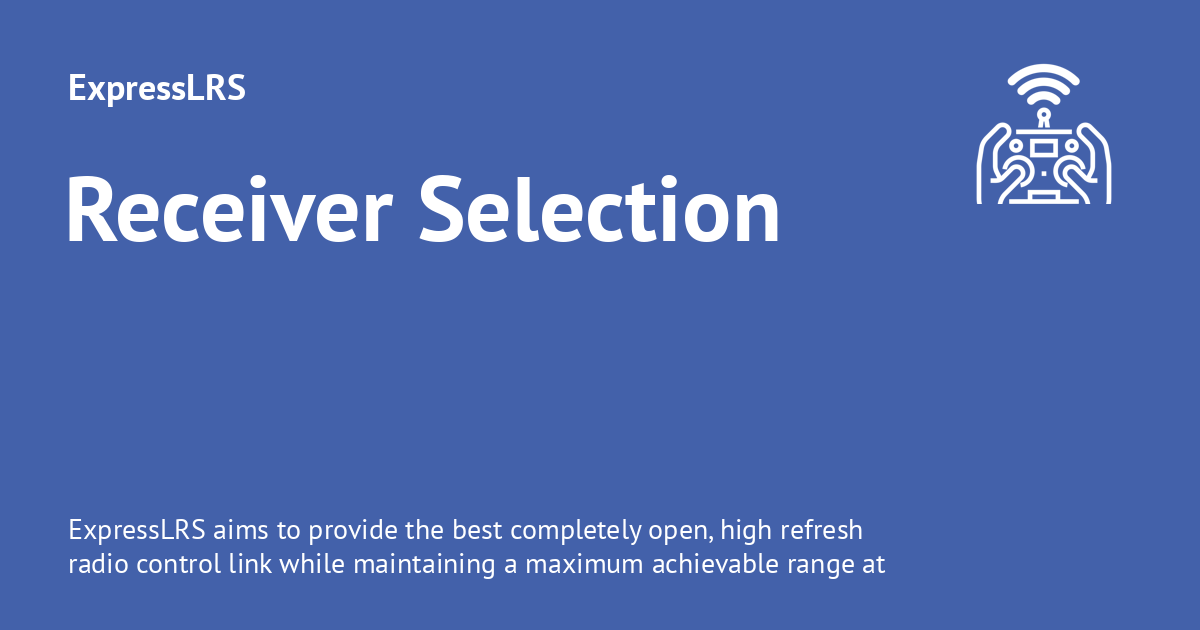 ExpressLRS
Receiver Selection
ExpressLRS aims to provide the best completely open, high refresh
radio control link while maintaining a maximum achievable range at